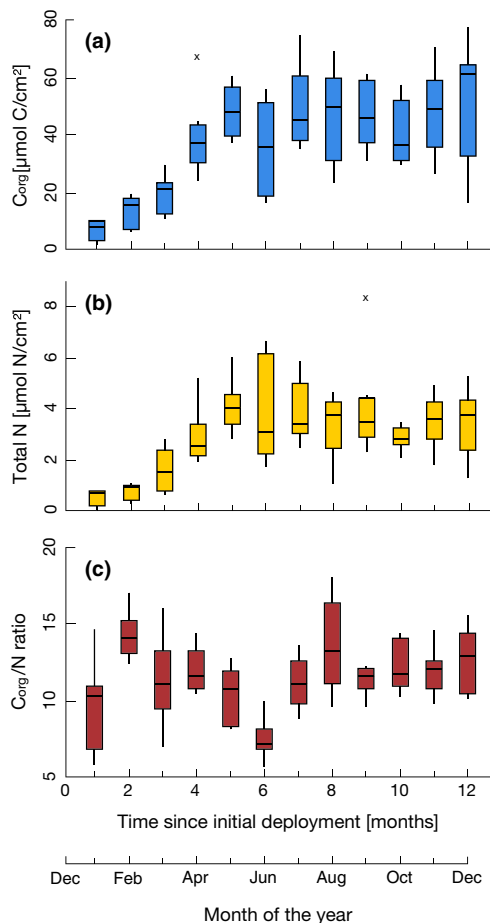 (a)
Corg[µmol C/cm²]
80
60
40
20
0
x
(b)
Total N [µmol N/cm²]
8
6
4
2
0
x
(c)
Corg/N ratio
20
15
10
5
0 2 4 6 8 10 12
Time since initial deployment [months]
Dec Feb Apr Jun Aug Oct Dec
Month of the year